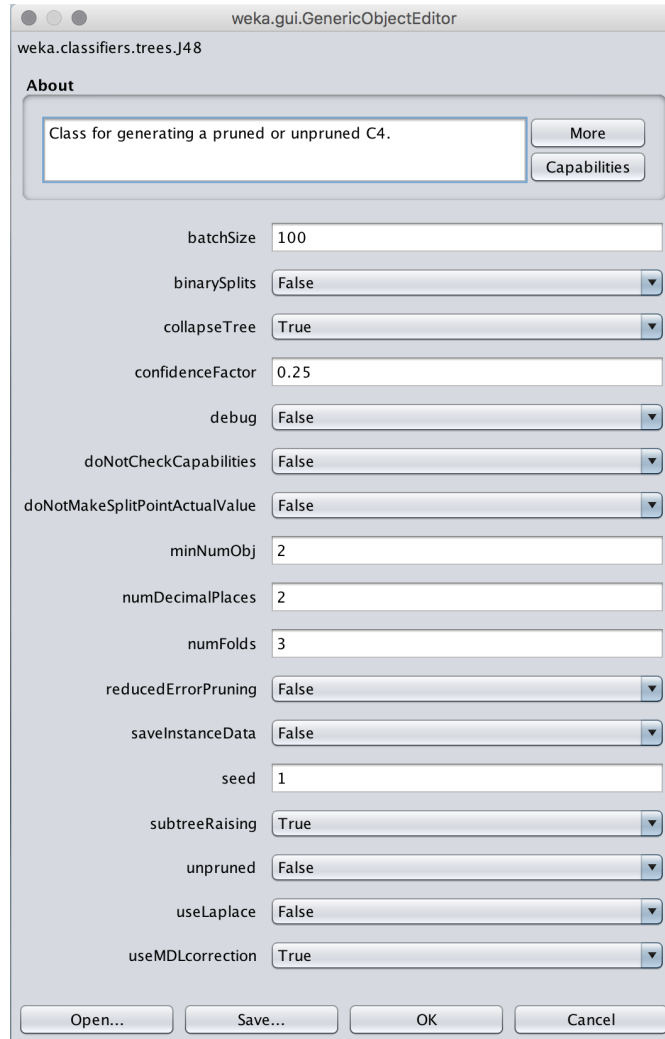 weka.gui.GenericObjectEditor
weka.classifiers.trees.J48
About
Class for generating a pruned or unpruned C4.
More
Capabilities
batchSize 100
binarySplits False
collapseTree True
confidenceFactor 0.25
debug False
doNotCheckCapabilities False
doNotMakeSplitPointActualValue False
minNumObj 2
numDecimalPlaces 2
numFolds 3
reducedErrorPruning False
saveInstanceData False
seed 1
subtreeRaising True
unpruned False
useLaplace False
useMDLcorrection True
Open... Save... OK Cancel